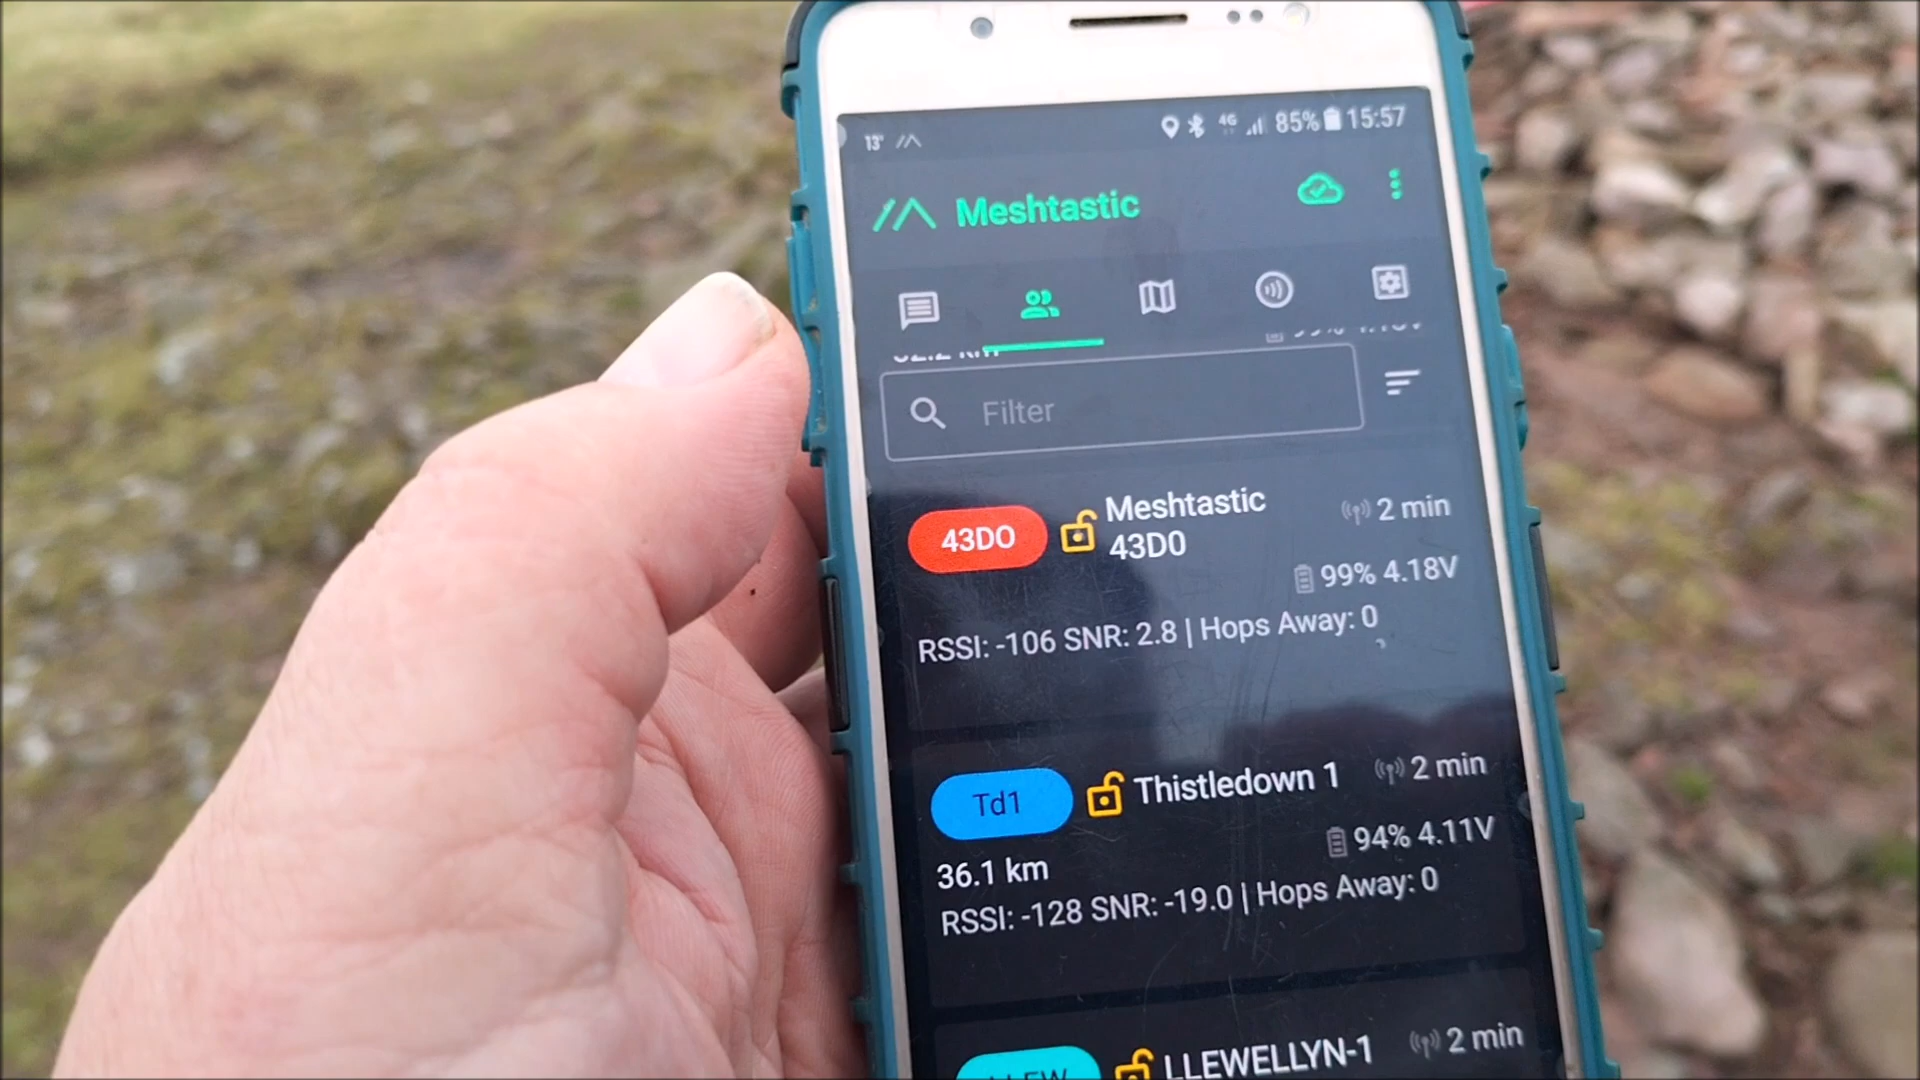 13° 4G 85% 15:57
Meshtastic
Filter
43D0 Meshtastic 2 min
43D0
99% 4.18V
RSSI: -106 SNR: 2.8 | Hops Away: 0
Td1 Thistledown 1 2 min
94% 4.11V
36.1 km
RSSI: -128 SNR: -19.0 | Hops Away: 0
LLEWELLYN-1 2 min